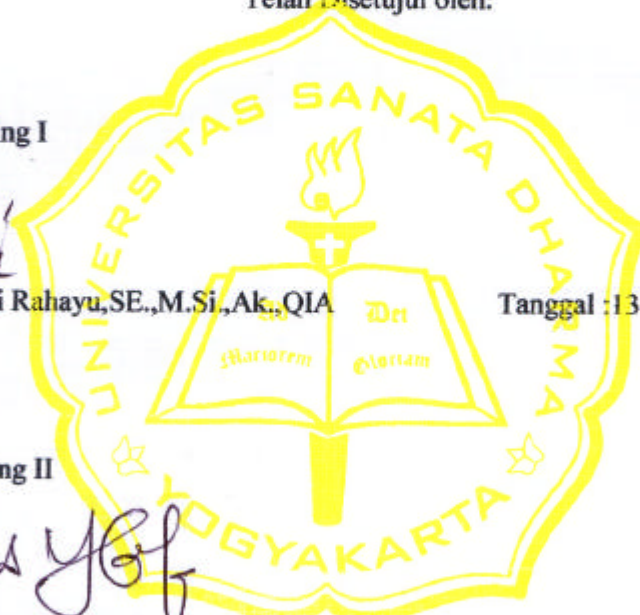 Telah Disetujui oleh:
UNIVERSITAS SANATA DHARMA
ng I
i Rahayu,SE.,M.Si.,Ak.,QIA Tanggal :13
Ad Dei
Maiorem Gloriam
ng II
YOGYAKARTA